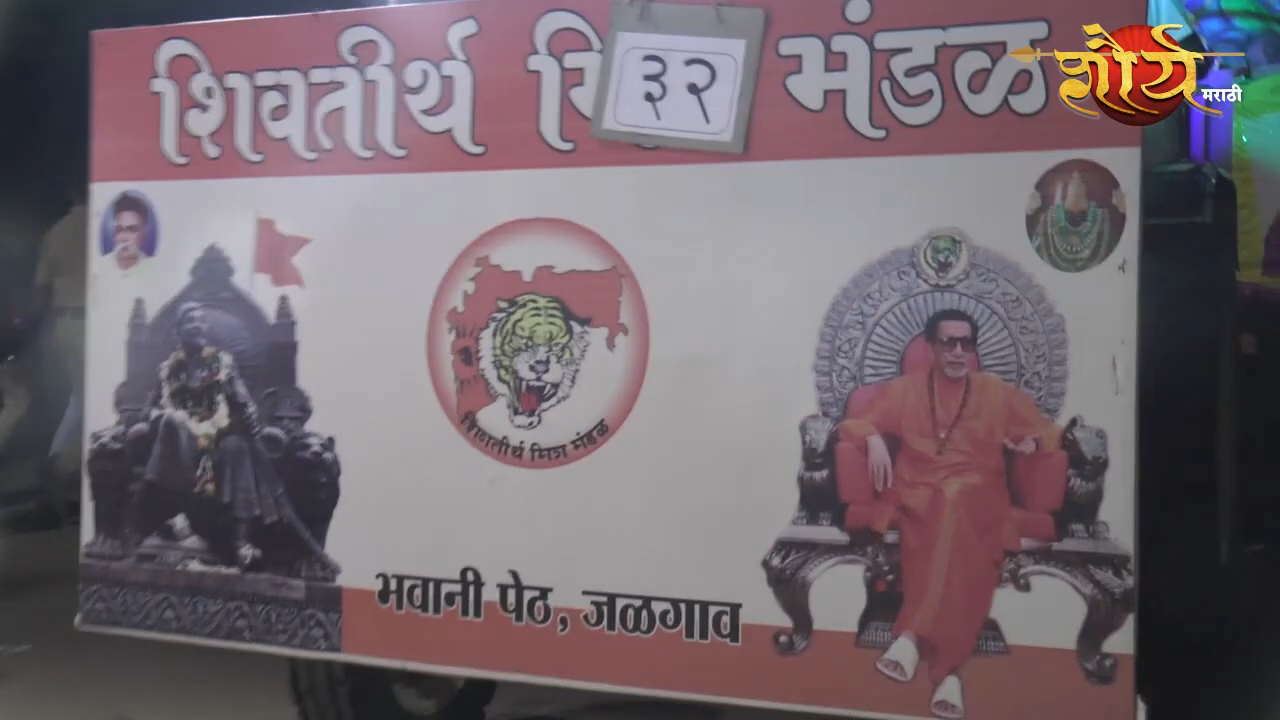 शिवतीर्थ मंडळ
३२
शौर्य
मराठी
शिवतीर्थ मित्र मंडळ
भवानी पेठ, जळगाव